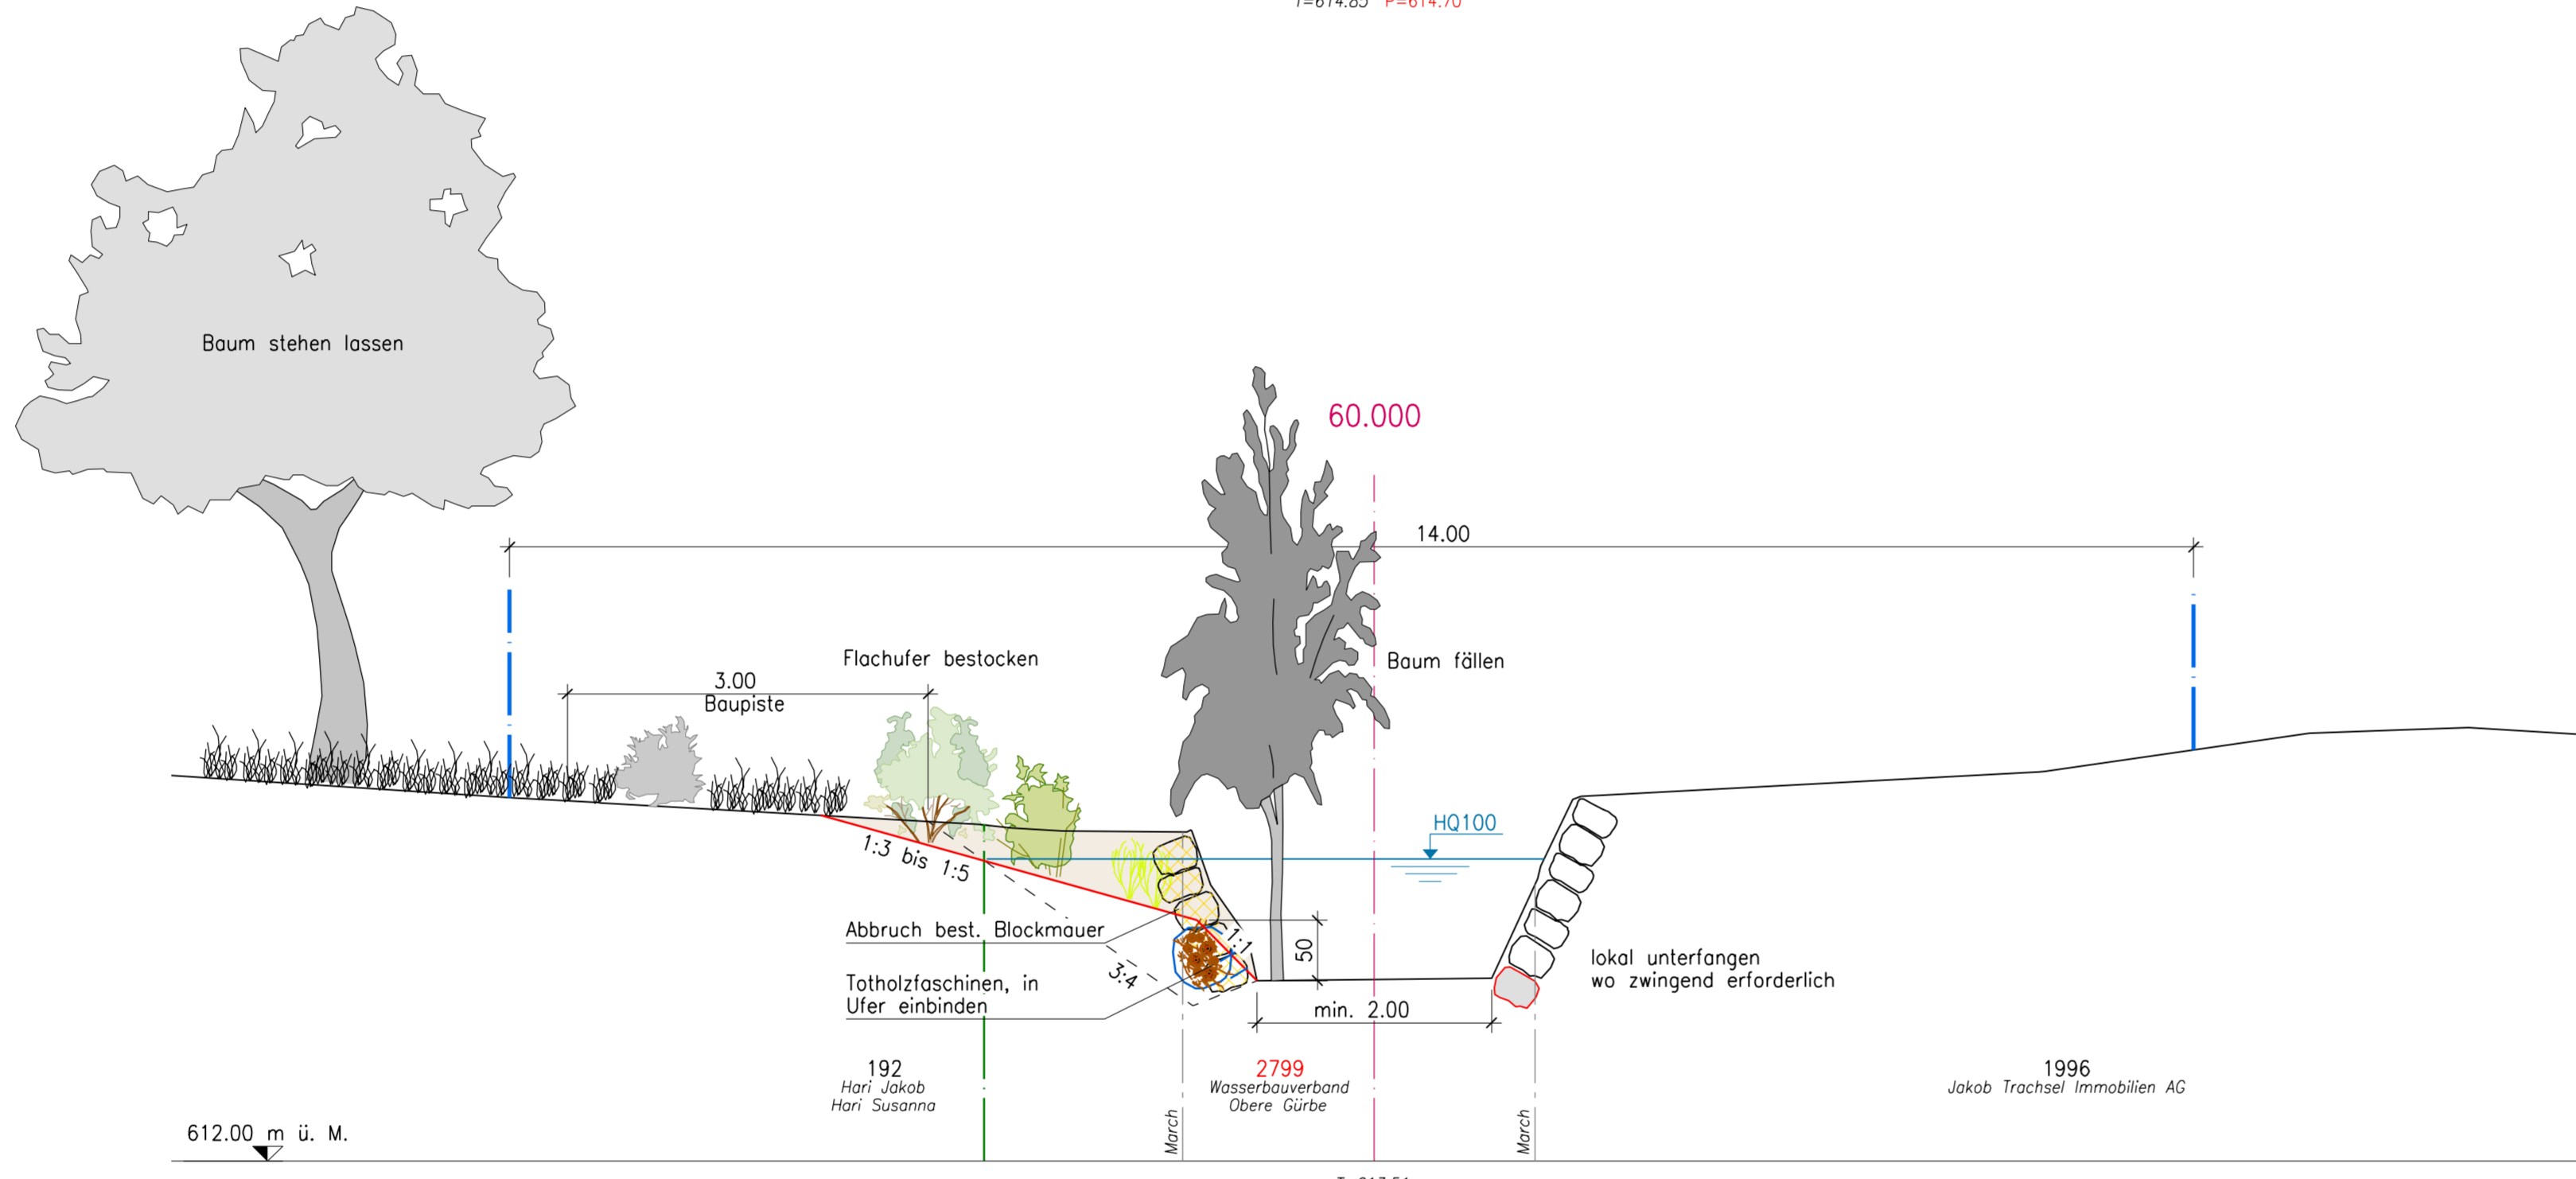 P=614.70
Baum stehen lassen
60.000
14.00
Flachufer bestocken
Baum fällen
3.00
Baupiste
HQ100
1:3 bis 1:5
Abbruch best. Blockmauer
1:1
50
3:4
lokal unterfangen
wo zwingend erforderlich
Totholzfaschinen, in
Ufer einbinden
min. 2.00
192
Hari Jakob
Hari Susanna
2799
Wasserbauverband
Obere Gürbe
1996
Jakob Trachsel Immobilien AG
March
March
612.00 m ü. M.